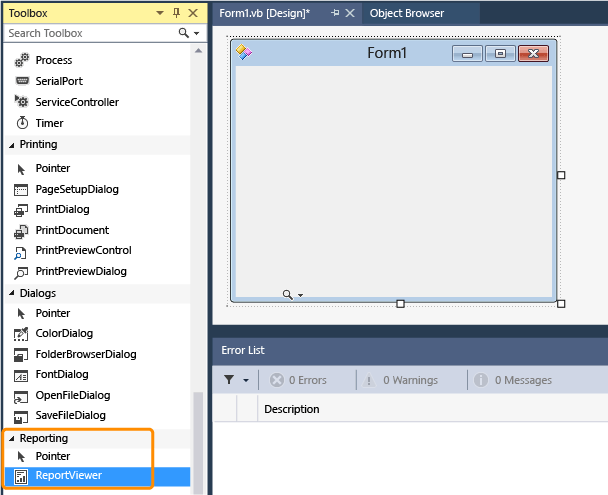 Toolbox
Search Toolbox
Process
SerialPort
ServiceController
Timer
Printing
Pointer
PageSetupDialog
PrintDialog
PrintDocument
PrintPreviewControl
PrintPreviewDialog
Dialogs
Pointer
ColorDialog
FolderBrowserDialog
FontDialog
OpenFileDialog
SaveFileDialog
Reporting
Pointer
ReportViewer
Form1.vb [Design]* Object Browser
Form1
Error List
0 Errors 0 Warnings 0 Messages
Description